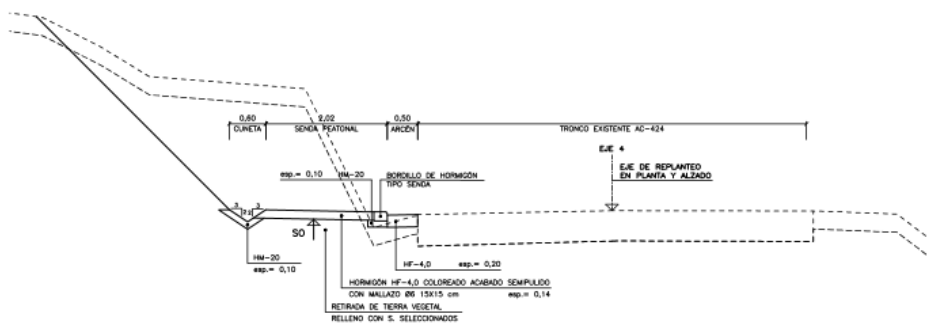 0,60 2,02 0,50
CUNETA SENDA PEATONAL ARCÉN TRONCO EXISTENTE AC-424
EJE 4
esp.= 0,10 HM-20 BORDILLO DE HORMIGÓN
TIPO SENDA
EJE DE REPLANTEO
EN PLANTA Y ALZADO
3 3
SO
HM-20
esp.= 0,10
HF-4,0 esp.= 0,20
HORMIGÓN HF-4,0 COLOREADO ACABADO SEMIPULIDO
CON MALLAZO Ø6 15X15 cm esp.= 0,14
RETIRADA DE TIERRA VEGETAL
RELLENO CON S. SELECCIONADOS